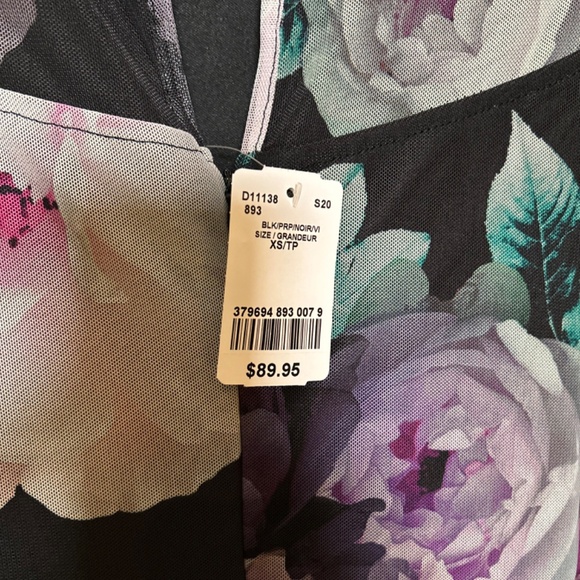 D11138 S20
893
BLK/PRP/NOIR/VI
SIZE / GRANDEUR
XS/TP
379694 893 007 9
$89.95